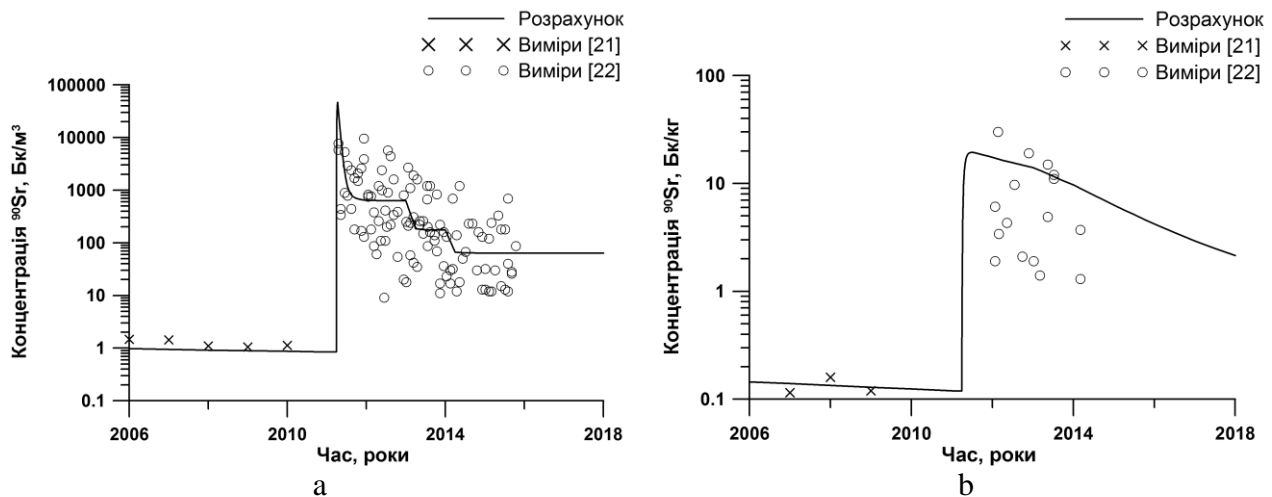 Розрахунок
Виміри [21]
Виміри [22]
Концентрація ⁹⁰Sr, Бк/м³
100000
10000
1000
100
10
1
0.1
2006 2010 2014 2018
Час, роки
a
Розрахунок
Виміри [21]
Виміри [22]
Концентрація ⁹⁰Sr, Бк/кг
100
10
1
0.1
2006 2010 2014 2018
Час, роки
b